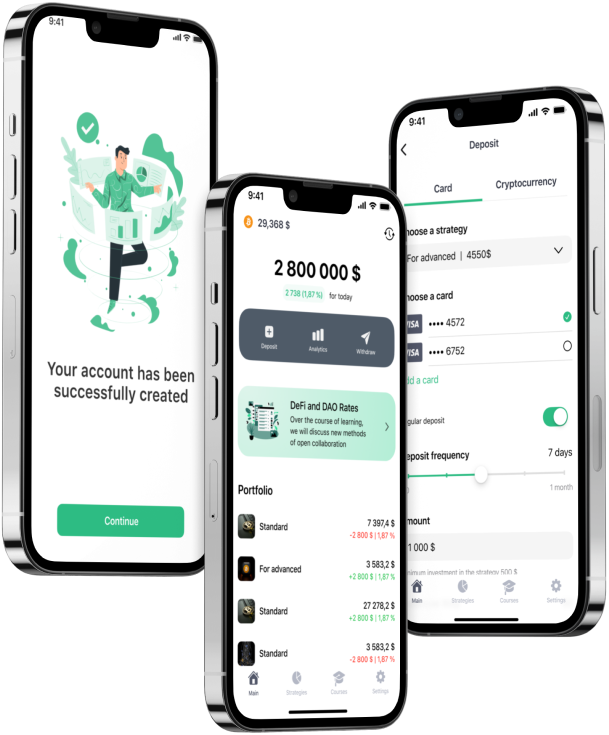 9:41
Your account has been
successfully created
Continue
9:41
29,368 $
2 800 000 $
2 738 (1,87 %) for today
Deposit
Analytics
Withdraw
DeFi and DAO Rates
Over the course of learning,
we will discuss new methods
of open collaboration
Portfolio
Standard
7 397,4 $
-2 800 $ | 1,87 %
For advanced
3 583,2 $
+2 800 $ | 1,87 %
Standard
27 278,2 $
+2 800 $ | 1,87 %
Standard
3 583,2 $
-2 800 $ | 1,87 %
Main
Strategies
Courses
Settings
9:41
Deposit
Card
Cryptocurrency
hoose a strategy
For advanced | 4550$
hoose a card
VISA •••• 4572
VISA •••• 6752
dd a card
gular deposit
eposit frequency
7 days
1 month
mount
1 000 $
nimum investment in the strategy 500 $
Main
Strategies
Courses
Settings